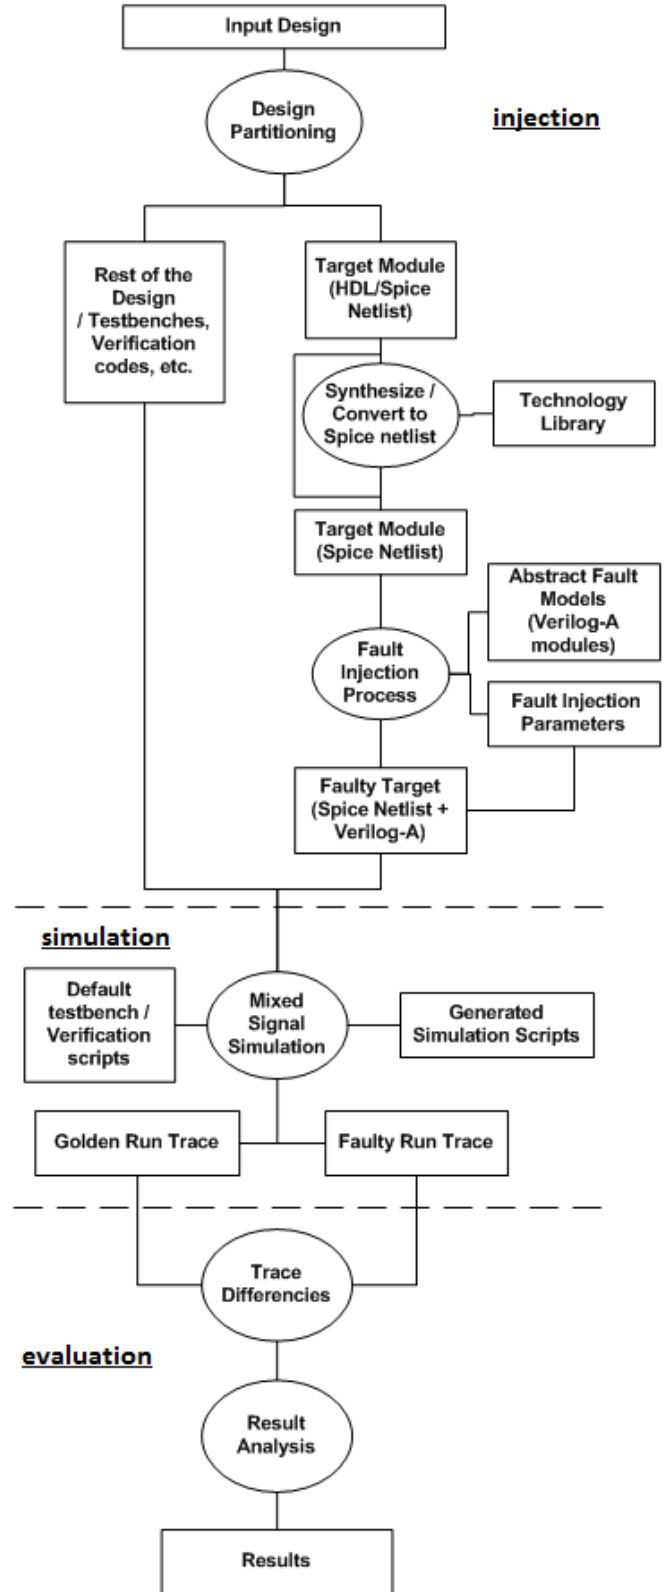 Input Design
Design
Partitioning
injection
Rest of the
Design
/ Testbenches,
Verification
codes, etc.
Target Module
(HDL/Spice
Netlist)
Synthesize /
Convert to
Spice netlist
Technology
Library
Target Module
(Spice Netlist)
Abstract Fault
Models
(Verilog-A
modules)
Fault
Injection
Process
Fault Injection
Parameters
Faulty Target
(Spice Netlist +
Verilog-A)
simulation
Default
testbench /
Verification
scripts
Mixed
Signal
Simulation
Generated
Simulation Scripts
Golden Run Trace
Faulty Run Trace
Trace
Differencies
evaluation
Result
Analysis
Results